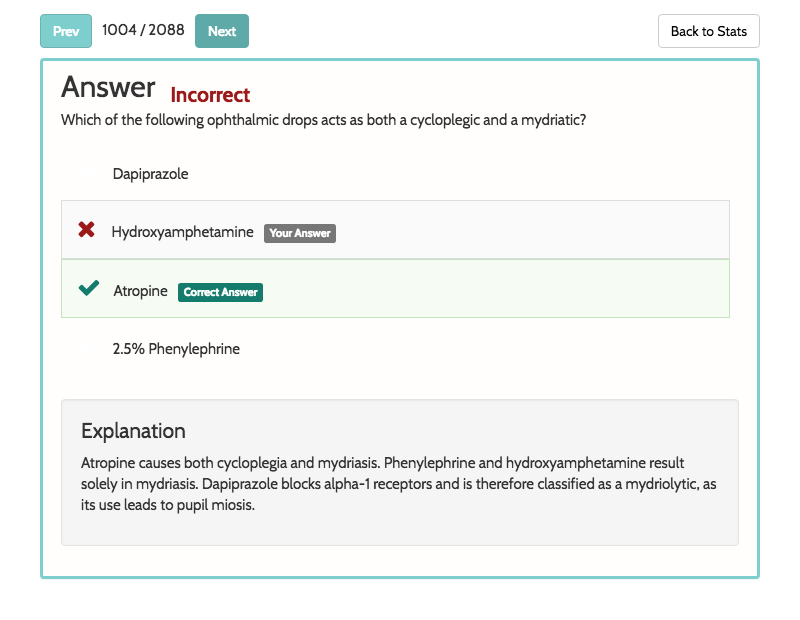 Prev 1004 / 2088 Next Back to Stats
Answer Incorrect
Which of the following ophthalmic drops acts as both a cycloplegic and a mydriatic?
Dapiprazole
Hydroxyamphetamine Your Answer
Atropine Correct Answer
2.5% Phenylephrine
Explanation
Atropine causes both cycloplegia and mydriasis. Phenylephrine and hydroxyamphetamine result
solely in mydriasis. Dapiprazole blocks alpha-1 receptors and is therefore classified as a mydriolytic, as
its use leads to pupil miosis.